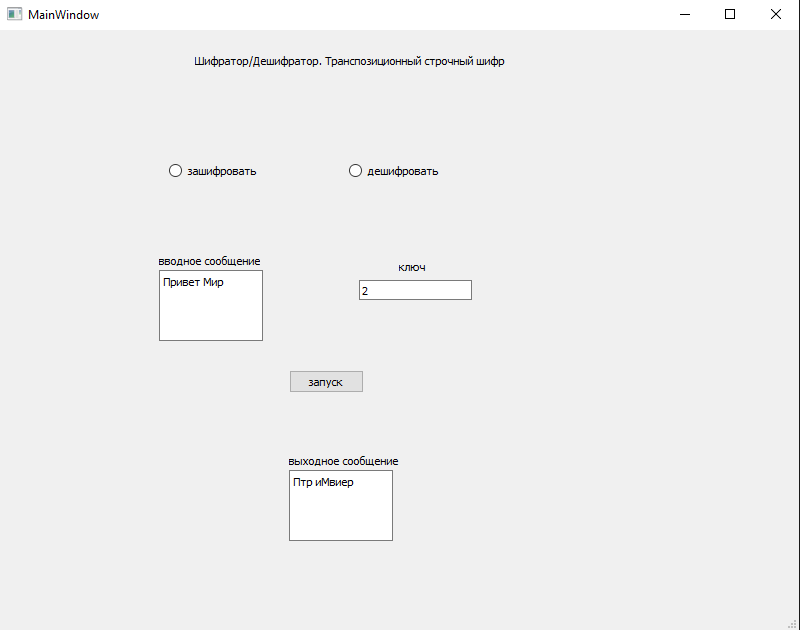 MainWindow
Шифратор/Дешифратор. Транспозиционный строчный шифр
зашифровать
дешифровать
вводное сообщение
ключ
Привет Мир
2
запуск
выходное сообщение
Птр иМвиер